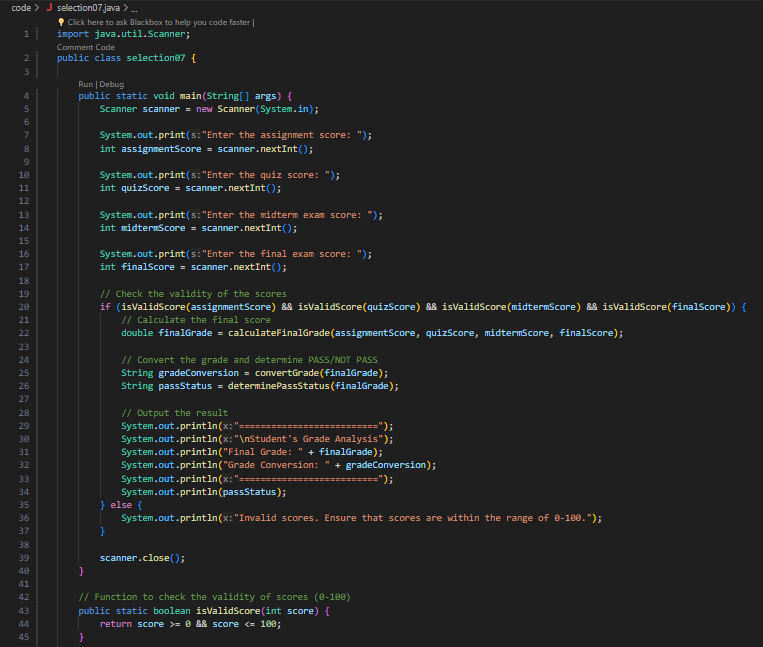 code > J selection07.java > ...
Click here to ask Blackbox to help you code faster |
1 import java.util.Scanner;
Comment Code
2 public class selection07 {
3
Run | Debug
4 public static void main(String[] args) {
5 Scanner scanner = new Scanner(System.in);
6
7 System.out.print(s:"Enter the assignment score: ");
8 int assignmentScore = scanner.nextInt();
9
10 System.out.print(s:"Enter the quiz score: ");
11 int quizScore = scanner.nextInt();
12
13 System.out.print(s:"Enter the midterm exam score: ");
14 int midtermScore = scanner.nextInt();
15
16 System.out.print(s:"Enter the final exam score: ");
17 int finalScore = scanner.nextInt();
18
19 // Check the validity of the scores
20 if (isValidScore(assignmentScore) && isValidScore(quizScore) && isValidScore(midtermScore) && isValidScore(finalScore)) {
21 // Calculate the final score
22 double finalGrade = calculateFinalGrade(assignmentScore, quizScore, midtermScore, finalScore);
23
24 // Convert the grade and determine PASS/NOT PASS
25 String gradeConversion = convertGrade(finalGrade);
26 String passStatus = determinePassStatus(finalGrade);
27
28 // Output the result
29 System.out.println(x:"==========================");
30 System.out.println(x:"\nStudent's Grade Analysis");
31 System.out.println("Final Grade: " + finalGrade);
32 System.out.println("Grade Conversion: " + gradeConversion);
33 System.out.println(x:"==========================");
34 System.out.println(passStatus);
35 } else {
36 System.out.println(x:"Invalid scores. Ensure that scores are within the range of 0-100.");
37 }
38
39 scanner.close();
40 }
41
42 // Function to check the validity of scores (0-100)
43 public static boolean isValidScore(int score) {
44 return score >= 0 && score <= 100;
45 }